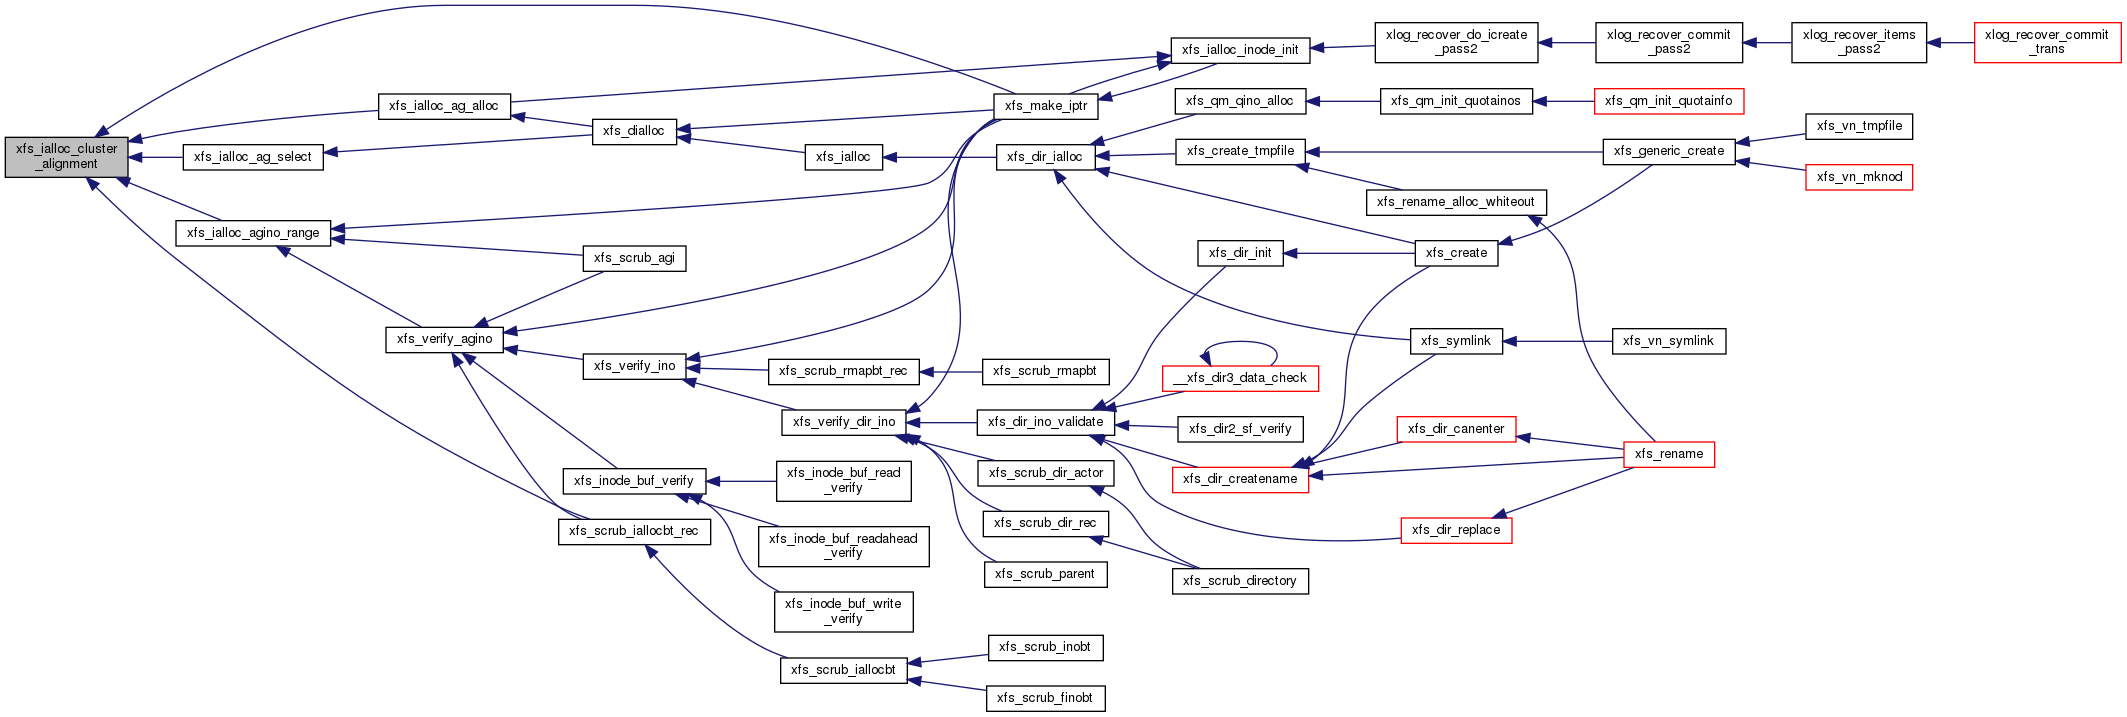 xfs_ialloc_cluster
_alignment
xfs_ialloc_ag_alloc
xfs_ialloc_ag_select
xfs_ialloc_agino_range
xfs_verify_agino
xfs_dialloc
xfs_scrub_agi
xfs_verify_ino
xfs_inode_buf_verify
xfs_scrub_iallocbt_rec
xfs_ialloc
xfs_scrub_rmapbt_rec
xfs_verify_dir_ino
xfs_inode_buf_read
_verify
xfs_inode_buf_readahead
_verify
xfs_inode_buf_write
_verify
xfs_scrub_iallocbt
xfs_make_iptr
xfs_dir_ialloc
xfs_scrub_rmapbt
xfs_dir_ino_validate
xfs_scrub_dir_actor
xfs_scrub_dir_rec
xfs_scrub_parent
xfs_scrub_inobt
xfs_scrub_finobt
xfs_ialloc_inode_init
xfs_qm_qino_alloc
xfs_create_tmpfile
xfs_dir_init
__xfs_dir3_data_check
xfs_dir2_sf_verify
xfs_dir_createname
xfs_scrub_directory
xlog_recover_do_icreate
_pass2
xfs_qm_init_quotainos
xfs_rename_alloc_whiteout
xfs_create
xfs_symlink
xfs_dir_canenter
xfs_dir_replace
xlog_recover_commit
_pass2
xfs_qm_init_quotainfo
xfs_generic_create
xfs_vn_symlink
xfs_rename
xlog_recover_items
_pass2
xfs_vn_tmpfile
xfs_vn_mknod
xlog_recover_commit
_trans